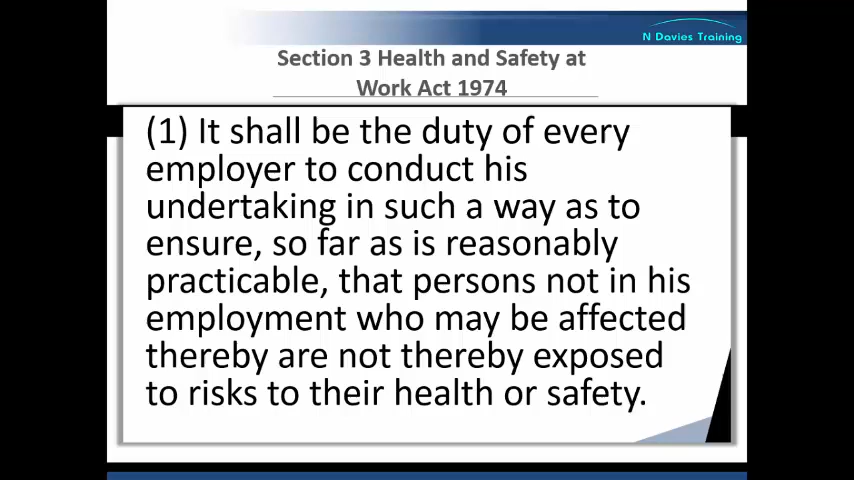 N Davies Training
Section 3 Health and Safety at
Work Act 1974
(1) It shall be the duty of every
employer to conduct his
undertaking in such a way as to
ensure, so far as is reasonably
practicable, that persons not in his
employment who may be affected
thereby are not thereby exposed
to risks to their health or safety.